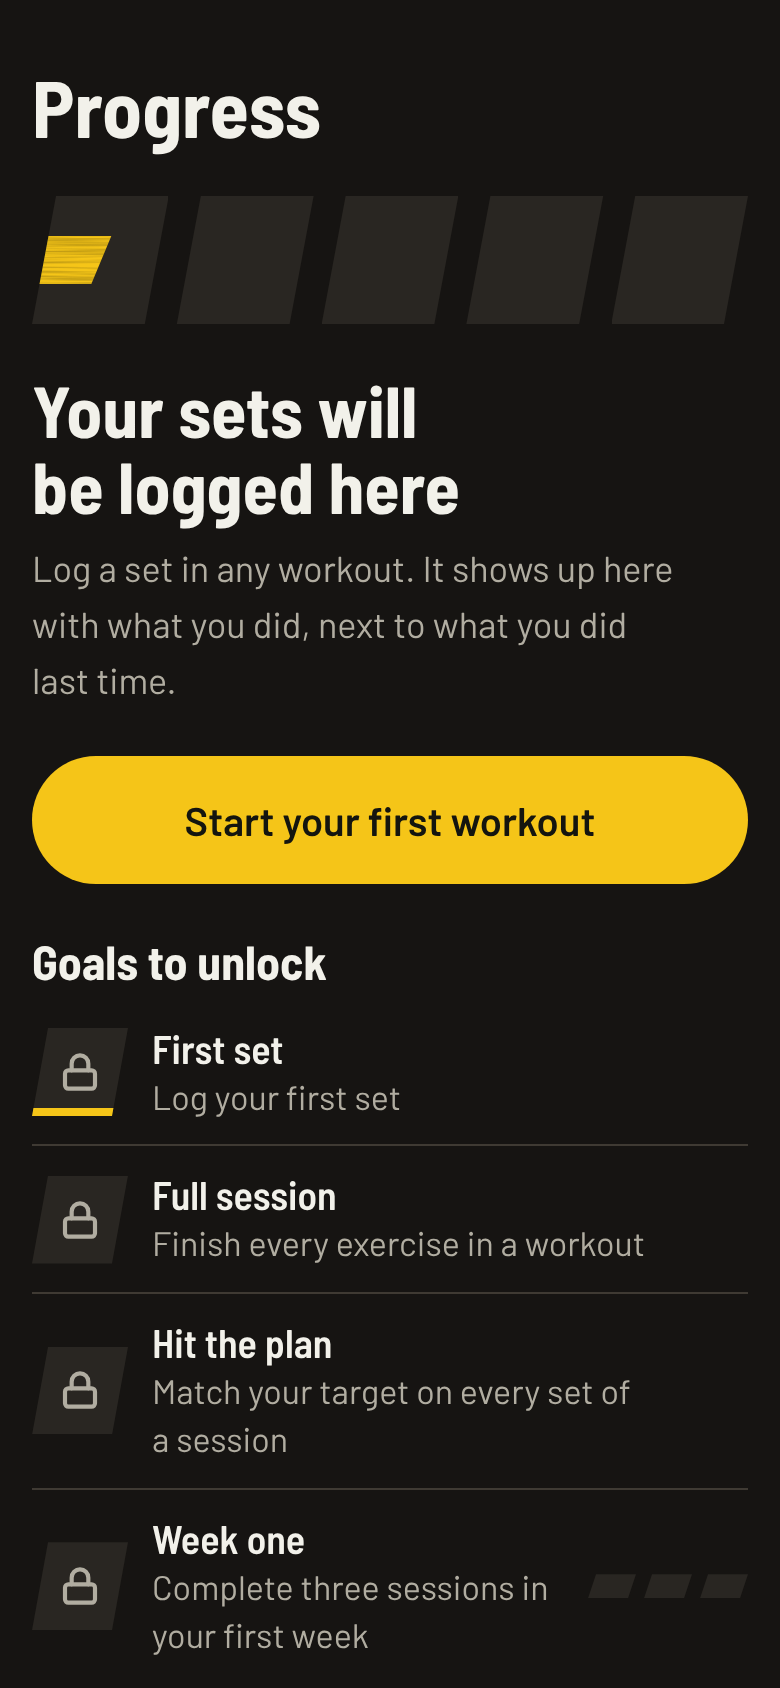 Progress
Your sets will
be logged here
Log a set in any workout. It shows up here
with what you did, next to what you did
last time.
Start your first workout
Goals to unlock
First set
Log your first set
Full session
Finish every exercise in a workout
Hit the plan
Match your target on every set of
a session
Week one
Complete three sessions in
your first week